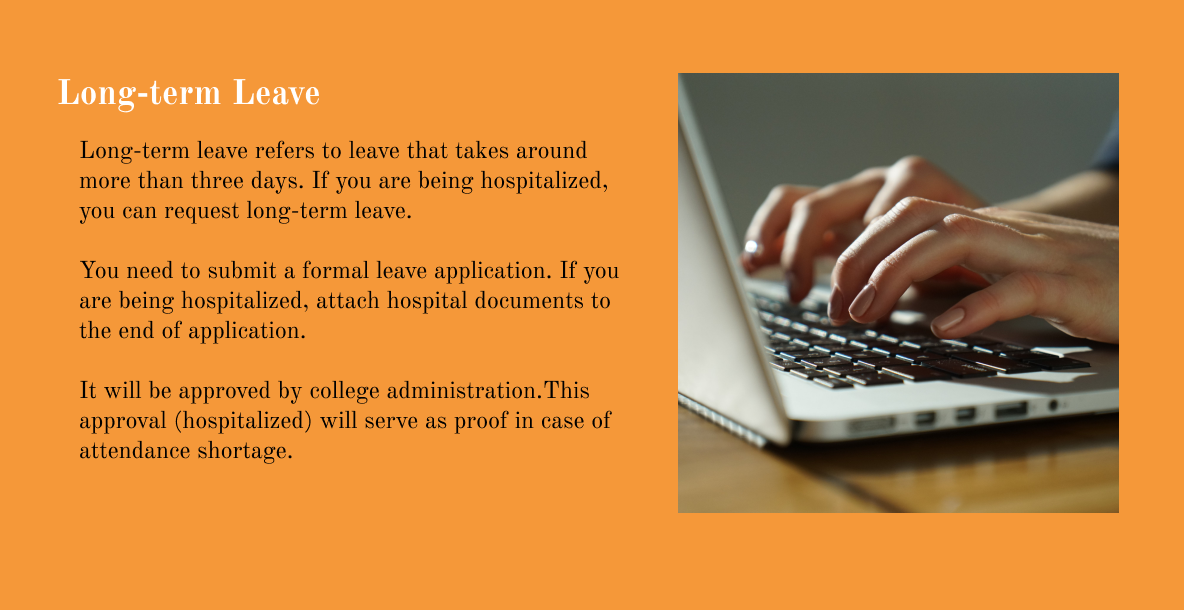 Long-term Leave
Long-term leave refers to leave that takes around
more than three days. If you are being hospitalized,
you can request long-term leave.
You need to submit a formal leave application. If you
are being hospitalized, attach hospital documents to
the end of application.
It will be approved by college administration.This
approval (hospitalized) will serve as proof in case of
attendance shortage.